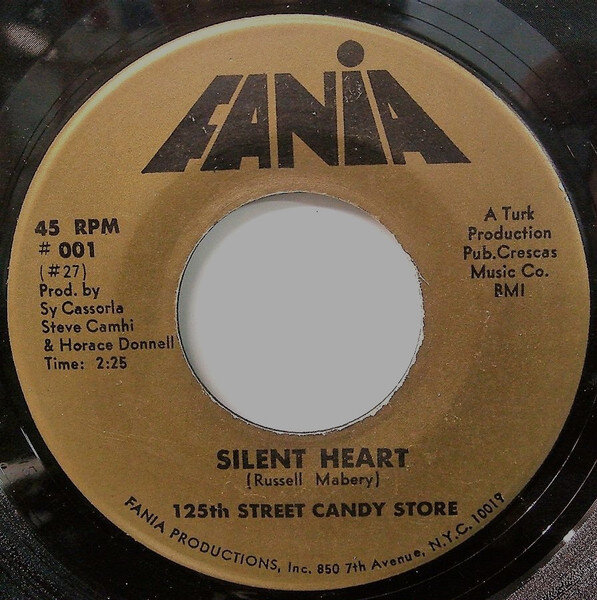 FANiA
45 RPM
# 001
(#27)
Prod. by
Sy Cassorla
Steve Camhi
& Horace Donnell
Time: 2:25
A Turk
Production
Pub.Crescas
Music Co.
BMI
SILENT HEART
(Russell Mabery)
125th STREET CANDY STORE
FANIA PRODUCTIONS, Inc. 850 7th Avenue, N.Y.C. 10019